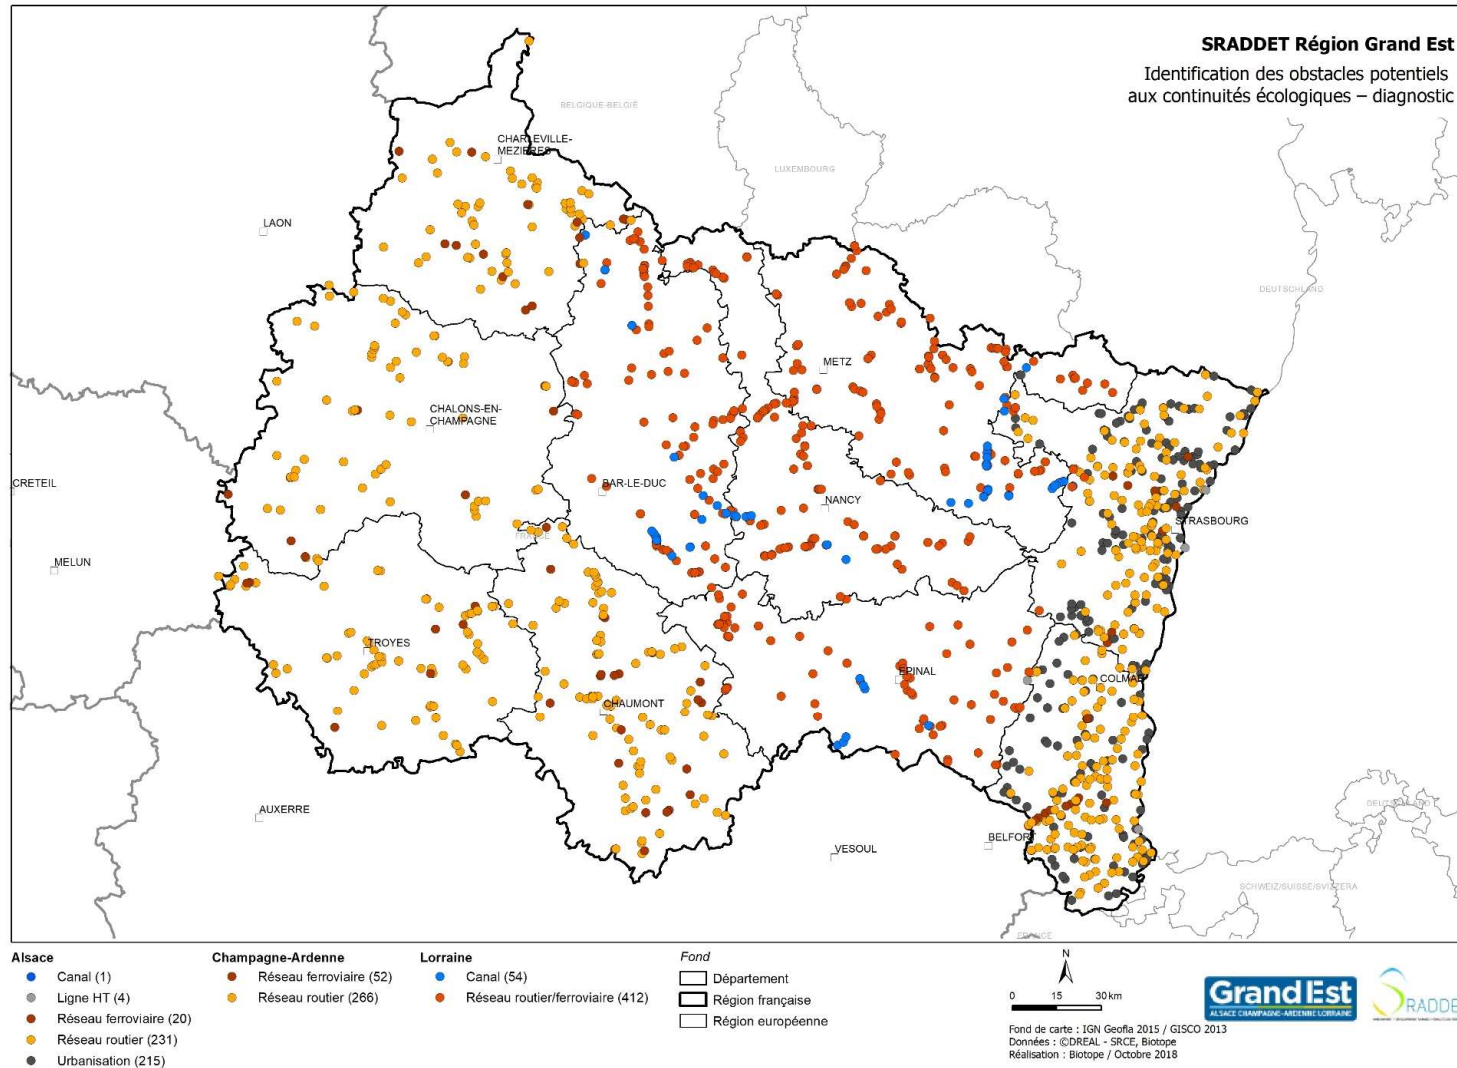 SRADDET Région Grand Est
Identification des obstacles potentiels
aux continuités écologiques – diagnostic
BELGIQUE-BELGIË
CHARLEVILLE-
MEZIERES
LUXEMBOURG
LAON
DEUTSCHLAND
METZ
CHALONS-EN-
CHAMPAGNE
CRETEIL
BAR-LE-DUC
NANCY
STRASBOURG
FRANCE
MELUN
TROYES
EPINAL
COLMAR
CHAUMONT
AUXERRE
DEUTSCHLAND
BELFORT
VESOUL
SCHWEIZ/SUISSE/SVIZZERA
FRANCE
Alsace
Canal (1)
Ligne HT (4)
Réseau ferroviaire (20)
Réseau routier (231)
Urbanisation (215)
Champagne-Ardenne
Réseau ferroviaire (52)
Réseau routier (266)
Lorraine
Canal (54)
Réseau routier/ferroviaire (412)
Fond
Département
Région française
Région européenne
N
0 15 30 km
Fond de carte : IGN Geofla 2015 / GISCO 2013
Données : ©DREAL - SRCE, Biotope
Réalisation : Biotope / Octobre 2018
GrandEst
ALSACE CHAMPAGNE-ARDENNE LORRAINE
SRADDE